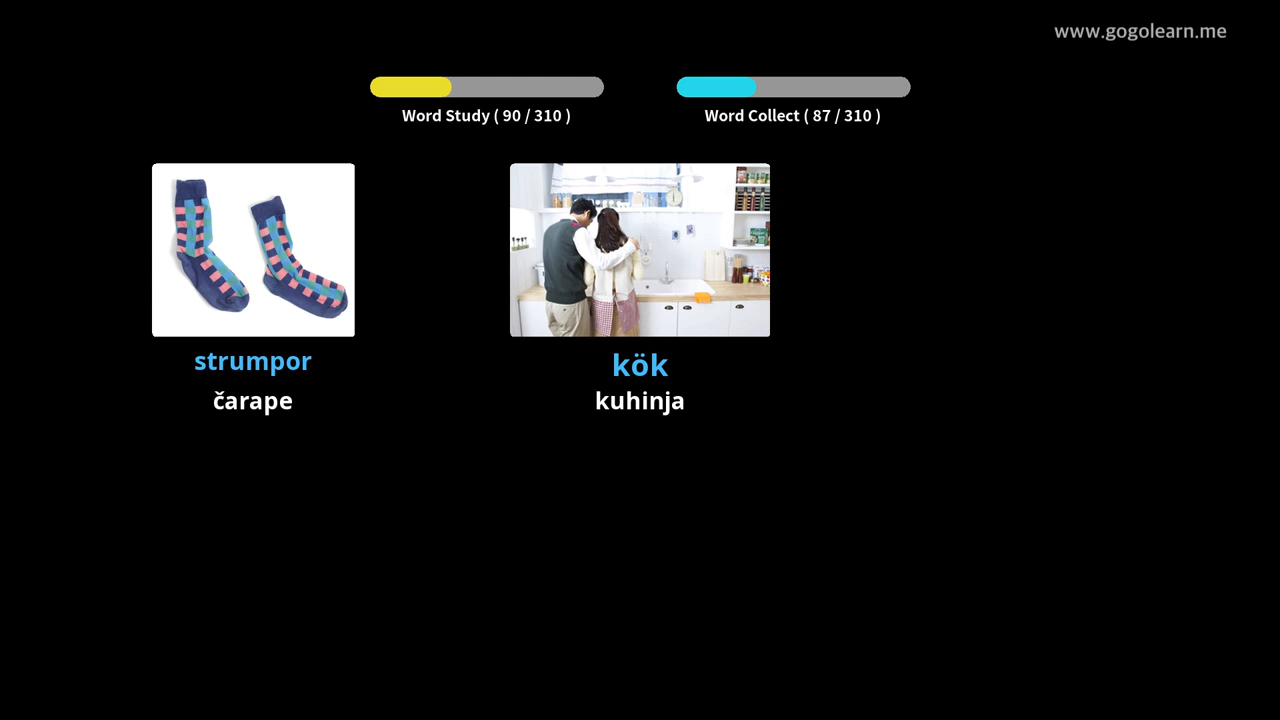 www.gogolearn.me
Word Study ( 90 / 310 )
Word Collect ( 87 / 310 )
strumpor
čarape
kök
kuhinja